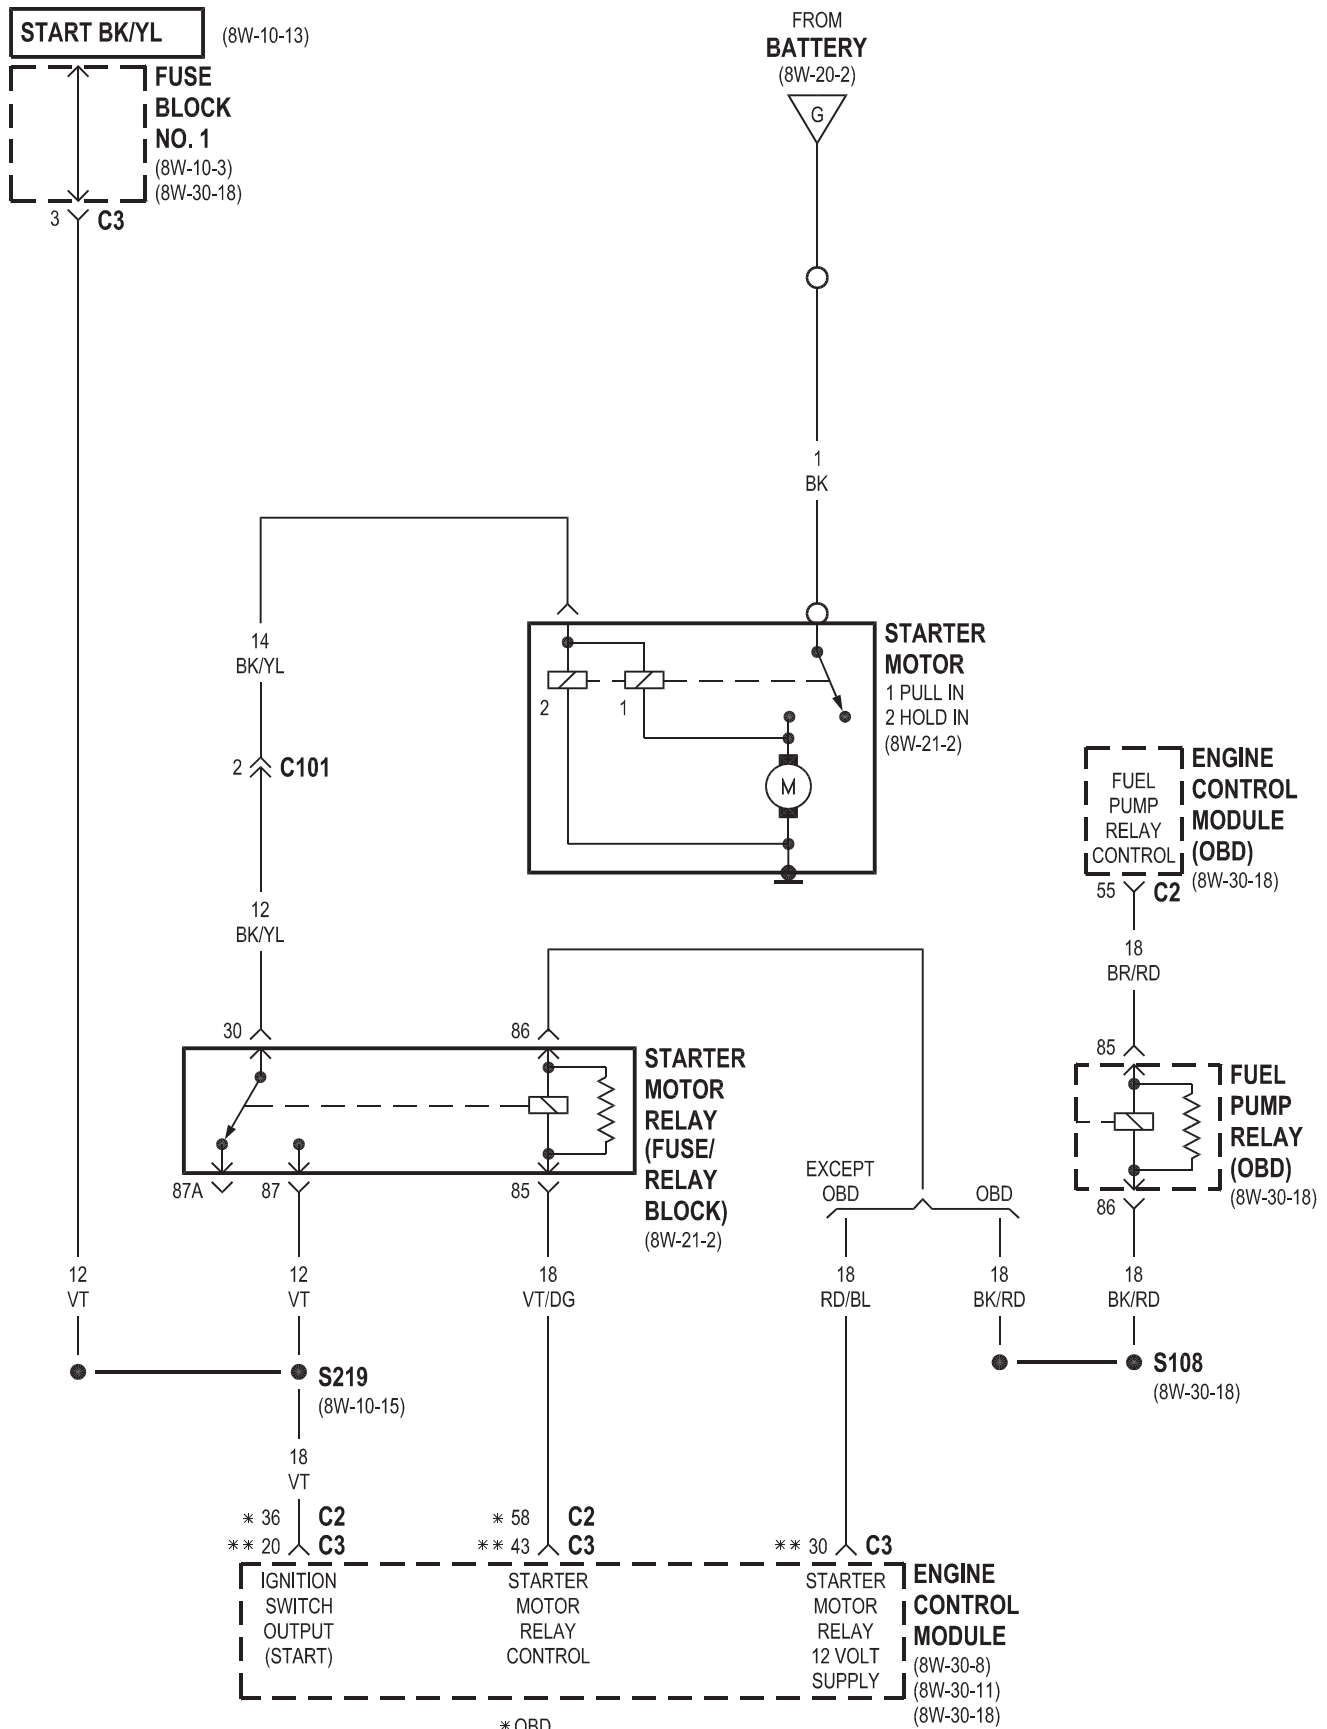 START BK/YL (8W-10-13)
FUSE
BLOCK
NO. 1
(8W-10-3)
(8W-30-18)
3 C3
FROM
BATTERY
(8W-20-2)
G
1
BK
14
BK/YL
2 C101
12
BK/YL
STARTER
MOTOR
1 PULL IN
2 HOLD IN
(8W-21-2)
2 1
M
ENGINE
CONTROL
MODULE
(OBD)
(8W-30-18)
FUEL
PUMP
RELAY
CONTROL
55 C2
18
BR/RD
85
FUEL
PUMP
RELAY
(OBD)
(8W-30-18)
86
18
BK/RD
S108
(8W-30-18)
30 86
STARTER
MOTOR
RELAY
(FUSE/
RELAY
BLOCK)
(8W-21-2)
87A 87 85
EXCEPT
OBD
OBD
12
VT
12
VT
18
VT/DG
18
RD/BL
18
BK/RD
S219
(8W-10-15)
18
VT
* 36 C2
** 20 C3
* 58 C2
** 43 C3
** 30 C3
IGNITION
SWITCH
OUTPUT
(START)
STARTER
MOTOR
RELAY
CONTROL
STARTER
MOTOR
RELAY
12 VOLT
SUPPLY
ENGINE
CONTROL
MODULE
(8W-30-8)
(8W-30-11)
(8W-30-18)
* OBD